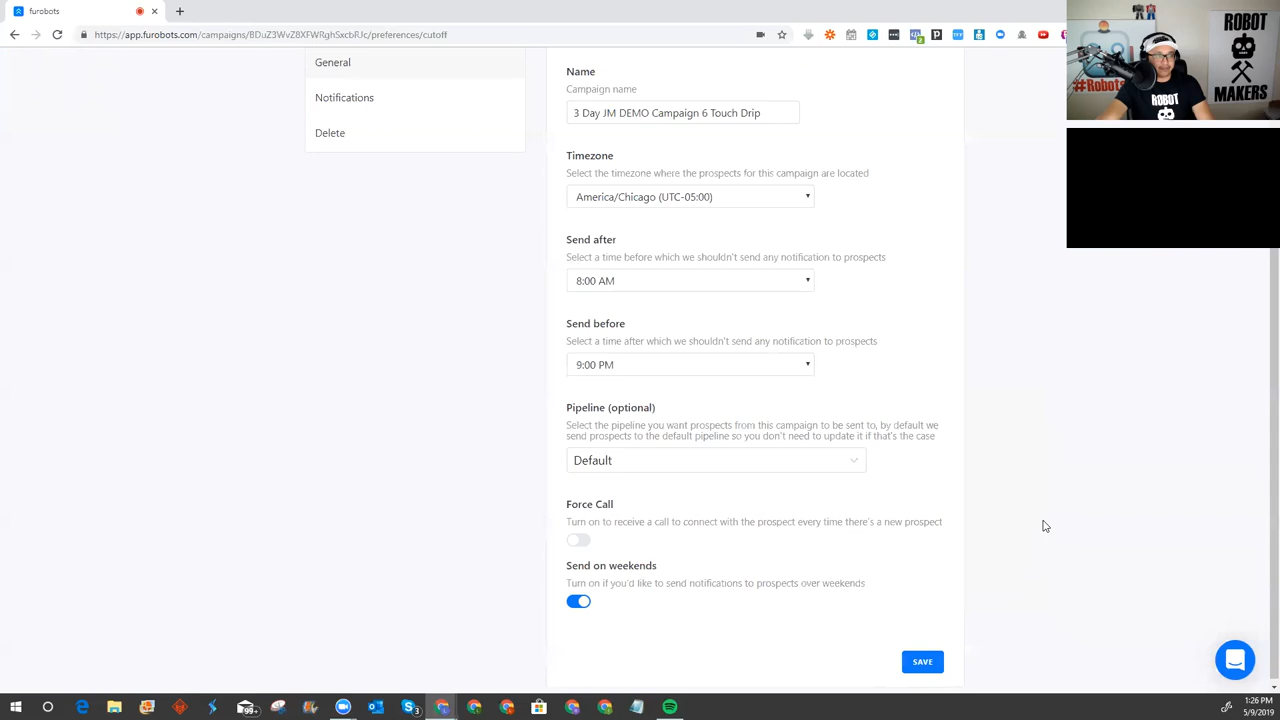 furobots
https://app.furobots.com/campaigns/BDuZ3WvZ8XFWRghSxcbRJc/preferences/cutoff
General
Notifications
Delete
Name
Campaign name
3 Day JM DEMO Campaign 6 Touch Drip
Timezone
Select the timezone where the prospects for this campaign are located
America/Chicago (UTC-05:00)
Send after
Select a time before which we shouldn't send any notification to prospects
8:00 AM
Send before
Select a time after which we shouldn't send any notification to prospects
9:00 PM
Pipeline (optional)
Select the pipeline you want prospects from this campaign to be sent to, by default we
send prospects to the default pipeline so you don't need to update it if that's the case
Default
Force Call
Turn on to receive a call to connect with the prospect every time there's a new prospect
Send on weekends
Turn on if you'd like to send notifications to prospects over weekends
SAVE
#Robots
ROBOT
ROBOT
MAKERS
99+
3
1:26 PM
5/9/2019